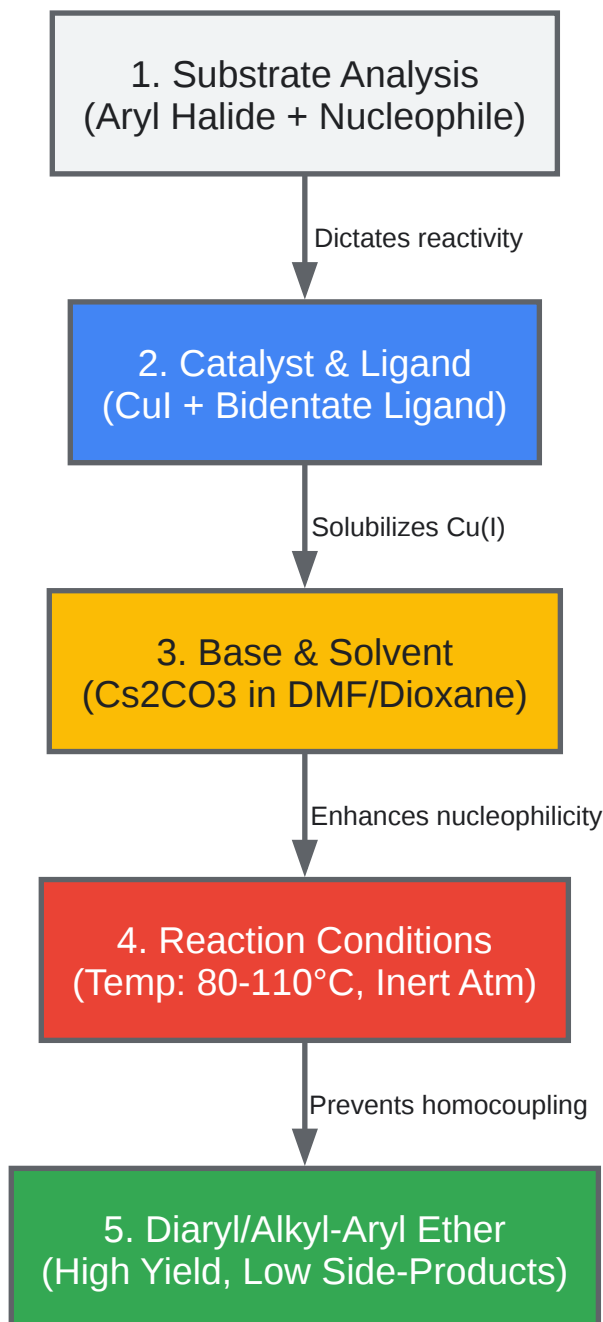 1. Substrate Analysis
(Aryl Halide + Nucleophile)
Dictates reactivity
2. Catalyst & Ligand
(CuI + Bidentate Ligand)
Solubilizes Cu(I)
3. Base & Solvent
(Cs2CO3 in DMF/Dioxane)
Enhances nucleophilicity
4. Reaction Conditions
(Temp: 80-110°C, Inert Atm)
Prevents homocoupling
5. Diaryl/Alkyl-Aryl Ether
(High Yield, Low Side-Products)